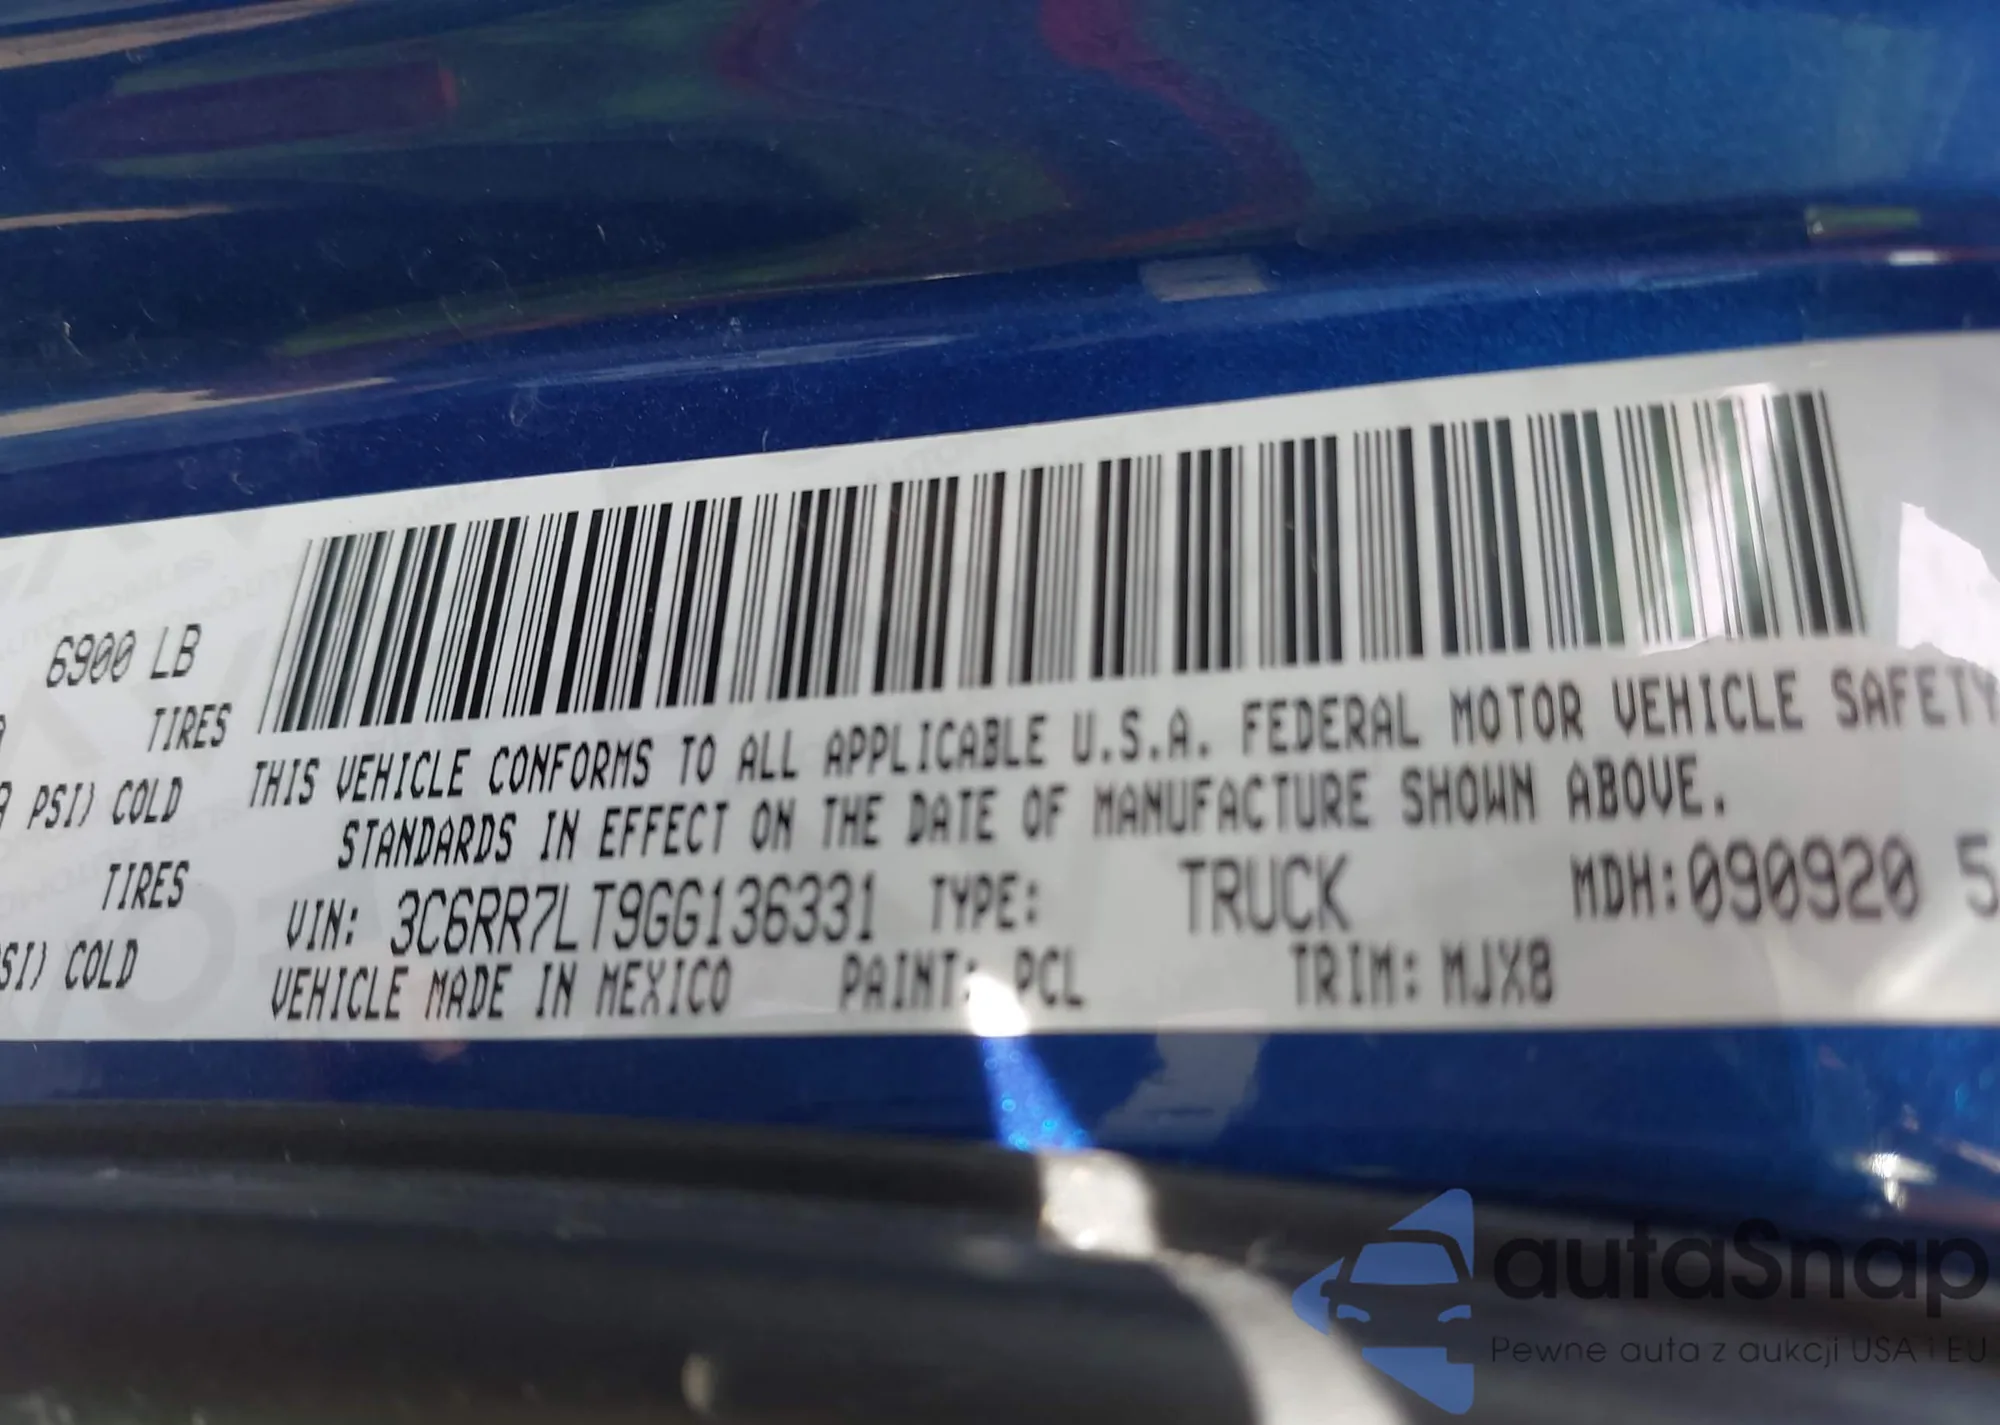 6900 LB
TIRES
PSI) COLD
TIRES
SI) COLD
THIS VEHICLE CONFORMS TO ALL APPLICABLE U.S.A. FEDERAL MOTOR VEHICLE SAFETY
STANDARDS IN EFFECT ON THE DATE OF MANUFACTURE SHOWN ABOVE.
VIN: 3C6RR7LT9GG136331 TYPE: TRUCK MDH: 090920 5
VEHICLE MADE IN MEXICO PAINT: PCL TRIM: MJX8
autaSnap
Pewne auta z aukcji USA i EU